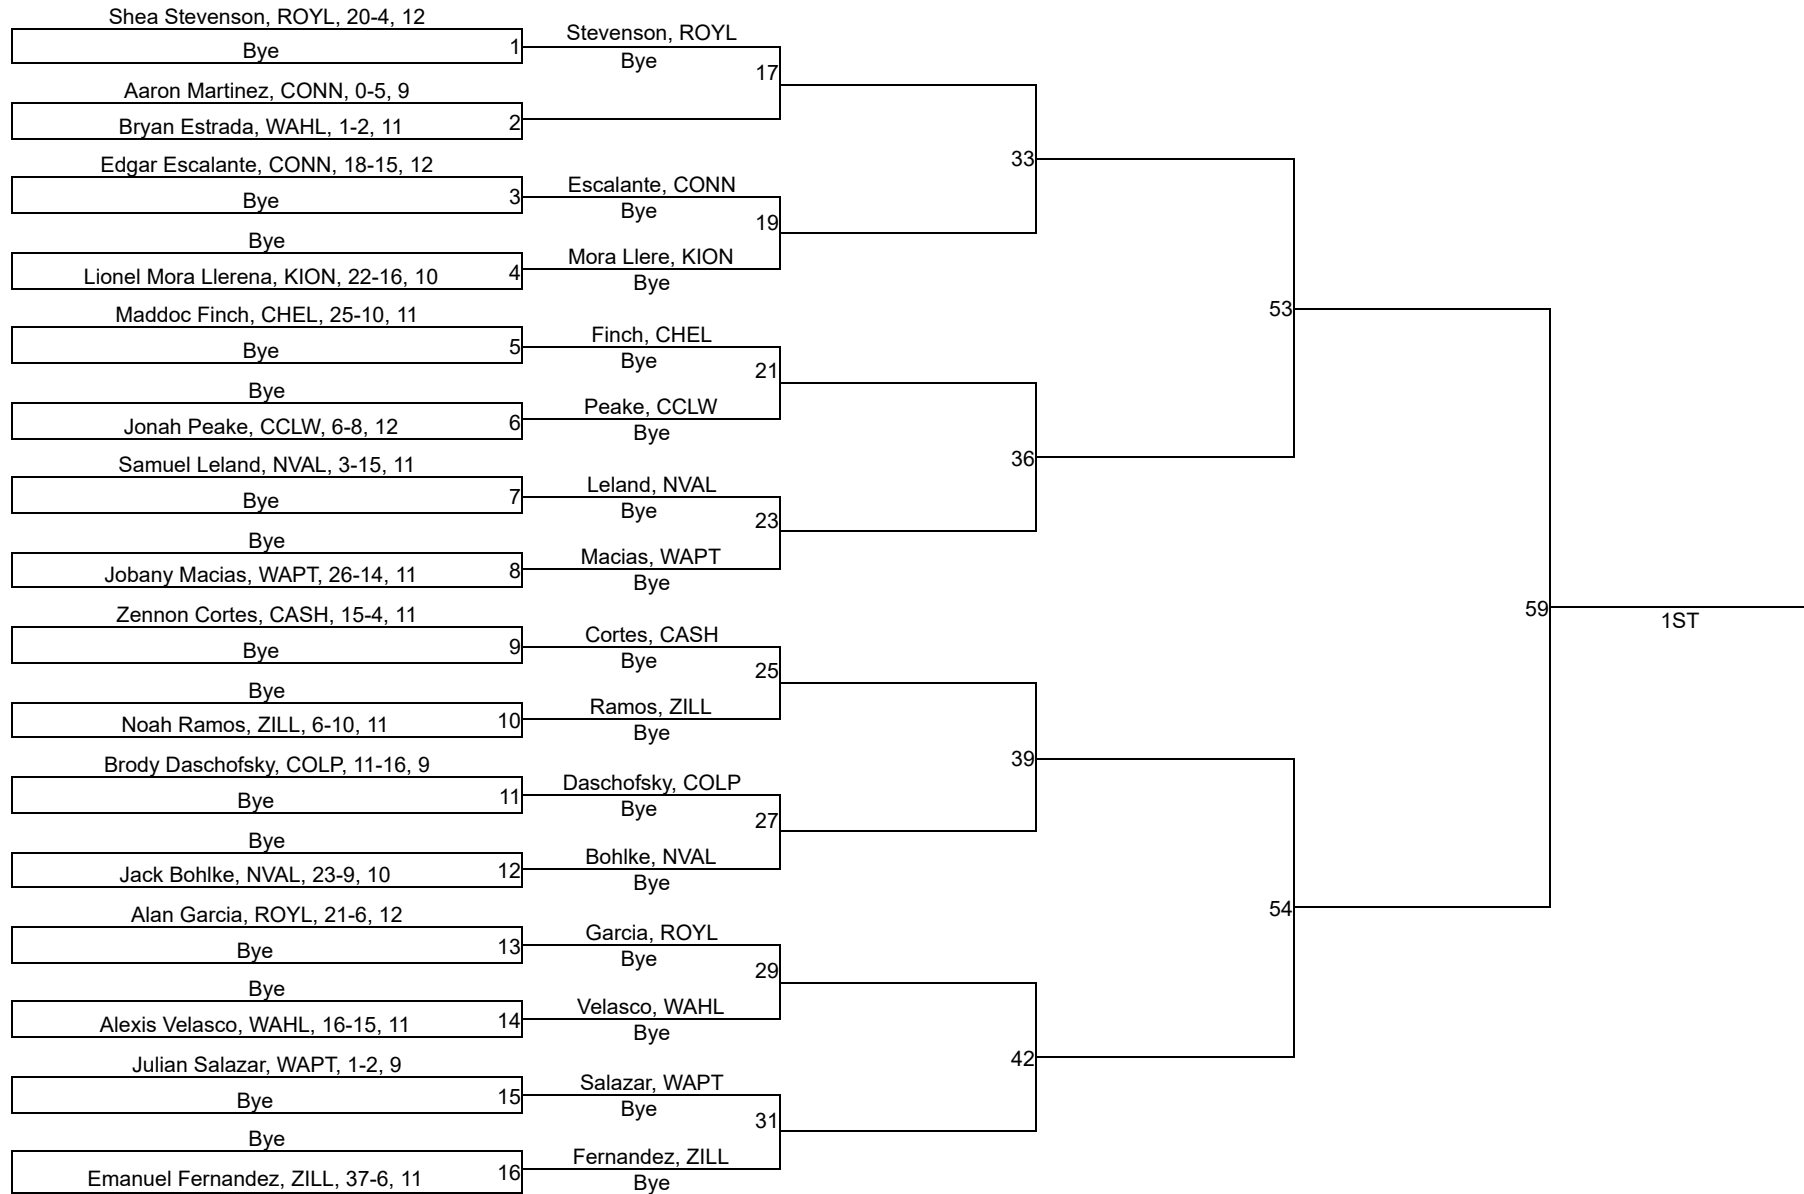 Shea Stevenson, ROYL, 20-4, 12
Bye
1
Aaron Martinez, CONN, 0-5, 9
Bryan Estrada, WAHL, 1-2, 11
2
Edgar Escalante, CONN, 18-15, 12
Bye
3
Bye
Lionel Mora Llerena, KION, 22-16, 10
4
Maddoc Finch, CHEL, 25-10, 11
Bye
5
Bye
Jonah Peake, CCLW, 6-8, 12
6
Samuel Leland, NVAL, 3-15, 11
Bye
7
Bye
Jobany Macias, WAPT, 26-14, 11
8
Zennon Cortes, CASH, 15-4, 11
Bye
9
Bye
Noah Ramos, ZILL, 6-10, 11
10
Brody Daschofsky, COLP, 11-16, 9
Bye
11
Bye
Jack Bohlke, NVAL, 23-9, 10
12
Alan Garcia, ROYL, 21-6, 12
Bye
13
Bye
Alexis Velasco, WAHL, 16-15, 11
14
Julian Salazar, WAPT, 1-2, 9
Bye
15
Bye
Emanuel Fernandez, ZILL, 37-6, 11
16
Stevenson, ROYL
Bye
17
Escalante, CONN
Bye
19
Mora Llere, KION
Bye
Finch, CHEL
Bye
21
Peake, CCLW
Bye
Leland, NVAL
Bye
23
Macias, WAPT
Bye
Cortes, CASH
Bye
25
Ramos, ZILL
Bye
Daschofsky, COLP
Bye
27
Bohlke, NVAL
Bye
Garcia, ROYL
Bye
29
Velasco, WAHL
Bye
Salazar, WAPT
Bye
31
Fernandez, ZILL
Bye
33
36
39
42
53
54
59
1ST